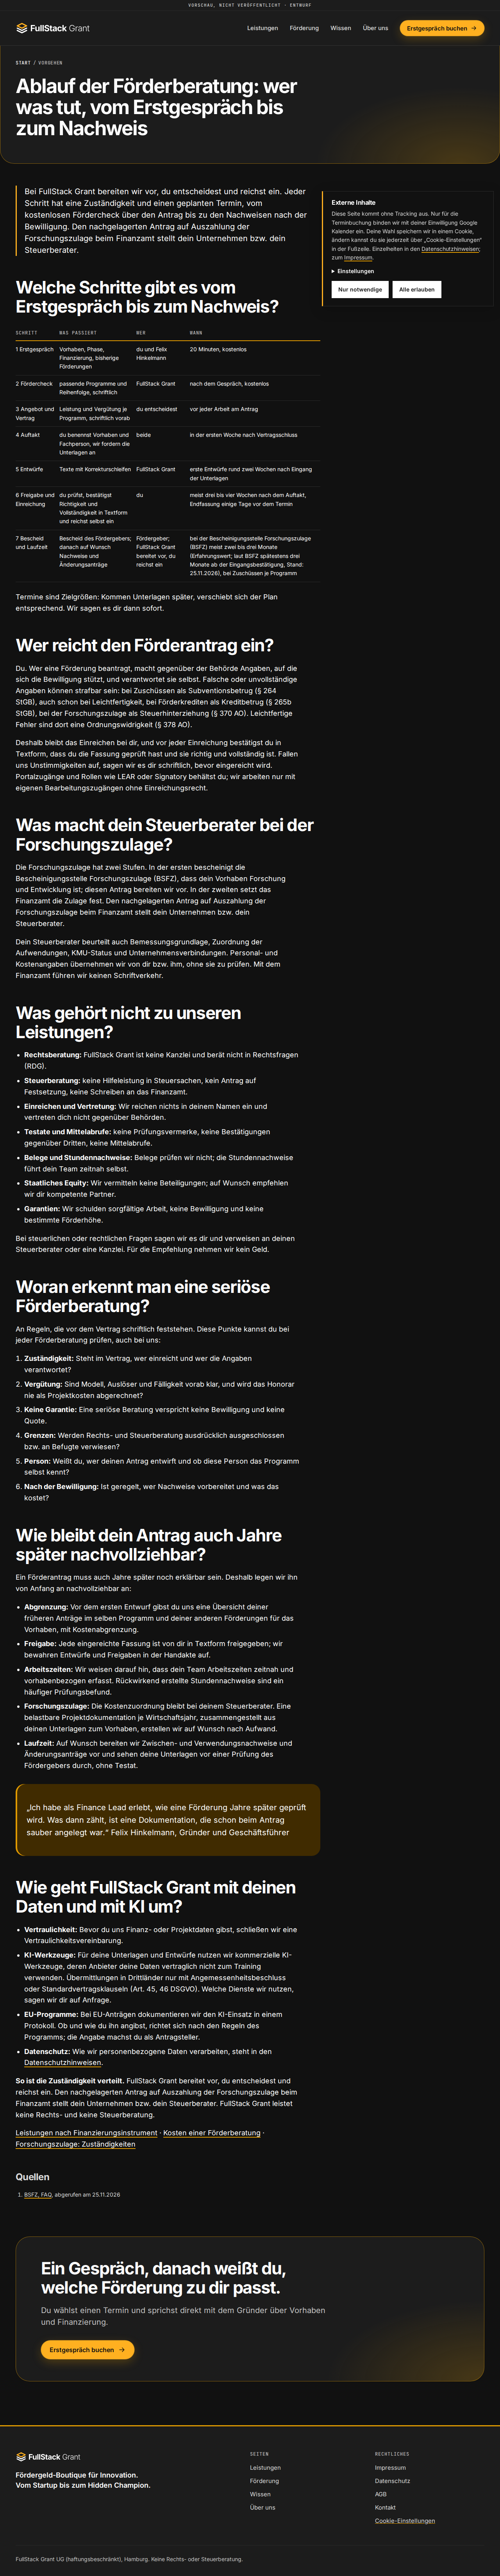 VORSCHAU, NICHT VERÖFFENTLICHT · ENTWURF
FullStack Grant
Leistungen
Förderung
Wissen
Über uns
Erstgespräch buchen →
START / VORGEHEN
Ablauf der Förderberatung: wer
was tut, vom Erstgespräch bis
zum Nachweis
Bei FullStack Grant bereiten wir vor, du entscheidest und reichst ein. Jeder
Schritt hat eine Zuständigkeit und einen geplanten Termin, vom
kostenlosen Fördercheck über den Antrag bis zu den Nachweisen nach der
Bewilligung. Den nachgelagerten Antrag auf Auszahlung der
Forschungszulage beim Finanzamt stellt dein Unternehmen bzw. dein
Steuerberater.
Externe Inhalte
Diese Seite kommt ohne Tracking aus. Nur für die
Terminbuchung binden wir mit deiner Einwilligung Google
Kalender ein. Deine Wahl speichern wir in einem Cookie,
ändern kannst du sie jederzeit über „Cookie-Einstellungen“
in der Fußzeile. Einzelheiten in den Datenschutzhinweisen;
zum Impressum.
▸ Einstellungen
Nur notwendige
Alle erlauben
Welche Schritte gibt es vom
Erstgespräch bis zum Nachweis?
SCHRITT
WAS PASSIERT
WER
WANN
1 Erstgespräch
Vorhaben, Phase,
Finanzierung, bisherige
Förderungen
du und Felix
Hinkelmann
20 Minuten, kostenlos
2 Fördercheck
passende Programme und
Reihenfolge, schriftlich
FullStack Grant
nach dem Gespräch, kostenlos
3 Angebot und
Vertrag
Leistung und Vergütung je
Programm, schriftlich vorab
du entscheidest
vor jeder Arbeit am Antrag
4 Auftakt
du benennst Vorhaben und
Fachperson, wir fordern die
Unterlagen an
beide
in der ersten Woche nach Vertragsschluss
5 Entwürfe
Texte mit Korrekturschleifen
FullStack Grant
erste Entwürfe rund zwei Wochen nach Eingang
der Unterlagen
6 Freigabe und
Einreichung
du prüfst, bestätigst
Richtigkeit und
Vollständigkeit in Textform
und reichst selbst ein
du
meist drei bis vier Wochen nach dem Auftakt,
Endfassung einige Tage vor dem Termin
7 Bescheid
und Laufzeit
Bescheid des Fördergebers;
danach auf Wunsch
Nachweise und
Änderungsanträge
Fördergeber;
FullStack Grant
bereitet vor, du
reichst ein
bei der Bescheinigungsstelle Forschungszulage
(BSFZ) meist zwei bis drei Monate
(Erfahrungswert; laut BSFZ spätestens drei
Monate ab der Eingangsbestätigung, Stand:
25.11.2026), bei Zuschüssen je Programm
Termine sind Zielgrößen: Kommen Unterlagen später, verschiebt sich der Plan
entsprechend. Wir sagen es dir dann sofort.
Wer reicht den Förderantrag ein?
Du. Wer eine Förderung beantragt, macht gegenüber der Behörde Angaben, auf die
sich die Bewilligung stützt, und verantwortet sie selbst. Falsche oder unvollständige
Angaben können strafbar sein: bei Zuschüssen als Subventionsbetrug (§ 264
StGB), auch schon bei Leichtfertigkeit, bei Förderkrediten als Kreditbetrug (§ 265b
StGB), bei der Forschungszulage als Steuerhinterziehung (§ 370 AO). Leichtfertige
Fehler sind dort eine Ordnungswidrigkeit (§ 378 AO).
Deshalb bleibt das Einreichen bei dir, und vor jeder Einreichung bestätigst du in
Textform, dass du die Fassung geprüft hast und sie richtig und vollständig ist. Fallen
uns Unstimmigkeiten auf, sagen wir es dir schriftlich, bevor eingereicht wird.
Portalzugänge und Rollen wie LEAR oder Signatory behältst du; wir arbeiten nur mit
eigenen Bearbeitungszugängen ohne Einreichungsrecht.
Was macht dein Steuerberater bei der
Forschungszulage?
Die Forschungszulage hat zwei Stufen. In der ersten bescheinigt die
Bescheinigungsstelle Forschungszulage (BSFZ), dass dein Vorhaben Forschung
und Entwicklung ist; diesen Antrag bereiten wir vor. In der zweiten setzt das
Finanzamt die Zulage fest. Den nachgelagerten Antrag auf Auszahlung der
Forschungszulage beim Finanzamt stellt dein Unternehmen bzw. dein
Steuerberater.
Dein Steuerberater beurteilt auch Bemessungsgrundlage, Zuordnung der
Aufwendungen, KMU-Status und Unternehmensverbindungen. Personal- und
Kostenangaben übernehmen wir von dir bzw. ihm, ohne sie zu prüfen. Mit dem
Finanzamt führen wir keinen Schriftverkehr.
Was gehört nicht zu unseren
Leistungen?
• Rechtsberatung: FullStack Grant ist keine Kanzlei und berät nicht in Rechtsfragen
(RDG).
• Steuerberatung: keine Hilfeleistung in Steuersachen, kein Antrag auf
Festsetzung, keine Schreiben an das Finanzamt.
• Einreichen und Vertretung: Wir reichen nichts in deinem Namen ein und
vertreten dich nicht gegenüber Behörden.
• Testate und Mittelabrufe: keine Prüfungsvermerke, keine Bestätigungen
gegenüber Dritten, keine Mittelabrufe.
• Belege und Stundennachweise: Belege prüfen wir nicht; die Stundennachweise
führt dein Team zeitnah selbst.
• Staatliches Equity: Wir vermitteln keine Beteiligungen; auf Wunsch empfehlen
wir dir kompetente Partner.
• Garantien: Wir schulden sorgfältige Arbeit, keine Bewilligung und keine
bestimmte Förderhöhe.
Bei steuerlichen oder rechtlichen Fragen sagen wir es dir und verweisen an deinen
Steuerberater oder eine Kanzlei. Für die Empfehlung nehmen wir kein Geld.
Woran erkennt man eine seriöse
Förderberatung?
An Regeln, die vor dem Vertrag schriftlich feststehen. Diese Punkte kannst du bei
jeder Förderberatung prüfen, auch bei uns:
1. Zuständigkeit: Steht im Vertrag, wer einreicht und wer die Angaben
verantwortet?
2. Vergütung: Sind Modell, Auslöser und Fälligkeit vorab klar, und wird das Honorar
nie als Projektkosten abgerechnet?
3. Keine Garantie: Eine seriöse Beratung verspricht keine Bewilligung und keine
Quote.
4. Grenzen: Werden Rechts- und Steuerberatung ausdrücklich ausgeschlossen
bzw. an Befugte verwiesen?
5. Person: Weißt du, wer deinen Antrag entwirft und ob diese Person das Programm
selbst kennt?
6. Nach der Bewilligung: Ist geregelt, wer Nachweise vorbereitet und was das
kostet?
Wie bleibt dein Antrag auch Jahre
später nachvollziehbar?
Ein Förderantrag muss auch Jahre später noch erklärbar sein. Deshalb legen wir ihn
von Anfang an nachvollziehbar an:
• Abgrenzung: Vor dem ersten Entwurf gibst du uns eine Übersicht deiner
früheren Anträge im selben Programm und deiner anderen Förderungen für das
Vorhaben, mit Kostenabgrenzung.
• Freigabe: Jede eingereichte Fassung ist von dir in Textform freigegeben; wir
bewahren Entwürfe und Freigaben in der Handakte auf.
• Arbeitszeiten: Wir weisen darauf hin, dass dein Team Arbeitszeiten zeitnah und
vorhabenbezogen erfasst. Rückwirkend erstellte Stundennachweise sind ein
häufiger Prüfungsbefund.
• Forschungszulage: Die Kostenzuordnung bleibt bei deinem Steuerberater. Eine
belastbare Projektdokumentation je Wirtschaftsjahr, zusammengestellt aus
deinen Unterlagen zum Vorhaben, erstellen wir auf Wunsch nach Aufwand.
• Laufzeit: Auf Wunsch bereiten wir Zwischen- und Verwendungsnachweise und
Änderungsanträge vor und sehen deine Unterlagen vor einer Prüfung des
Fördergebers durch, ohne Testat.
„Ich habe als Finance Lead erlebt, wie eine Förderung Jahre später geprüft
wird. Was dann zählt, ist eine Dokumentation, die schon beim Antrag
sauber angelegt war.“ Felix Hinkelmann, Gründer und Geschäftsführer
Wie geht FullStack Grant mit deinen
Daten und mit KI um?
• Vertraulichkeit: Bevor du uns Finanz- oder Projektdaten gibst, schließen wir eine
Vertraulichkeitsvereinbarung.
• KI-Werkzeuge: Für deine Unterlagen und Entwürfe nutzen wir kommerzielle KI-
Werkzeuge, deren Anbieter deine Daten vertraglich nicht zum Training
verwenden. Übermittlungen in Drittländer nur mit Angemessenheitsbeschluss
oder Standardvertragsklauseln (Art. 45, 46 DSGVO). Welche Dienste wir nutzen,
sagen wir dir auf Anfrage.
• EU-Programme: Bei EU-Anträgen dokumentieren wir den KI-Einsatz in einem
Protokoll. Ob und wie du ihn angibst, richtet sich nach den Regeln des
Programms; die Angabe machst du als Antragsteller.
• Datenschutz: Wie wir personenbezogene Daten verarbeiten, steht in den
Datenschutzhinweisen.
So ist die Zuständigkeit verteilt. FullStack Grant bereitet vor, du entscheidest und
reichst ein. Den nachgelagerten Antrag auf Auszahlung der Forschungszulage beim
Finanzamt stellt dein Unternehmen bzw. dein Steuerberater. FullStack Grant leistet
keine Rechts- und keine Steuerberatung.
Leistungen nach Finanzierungsinstrument · Kosten einer Förderberatung ·
Forschungszulage: Zuständigkeiten
Quellen
1. BSFZ, FAQ, abgerufen am 25.11.2026
Ein Gespräch, danach weißt du,
welche Förderung zu dir passt.
Du wählst einen Termin und sprichst direkt mit dem Gründer über Vorhaben
und Finanzierung.
Erstgespräch buchen →
FullStack Grant
Fördergeld-Boutique für Innovation.
Vom Startup bis zum Hidden Champion.
SEITEN
Leistungen
Förderung
Wissen
Über uns
RECHTLICHES
Impressum
Datenschutz
AGB
Kontakt
Cookie-Einstellungen
FullStack Grant UG (haftungsbeschränkt), Hamburg. Keine Rechts- oder Steuerberatung.